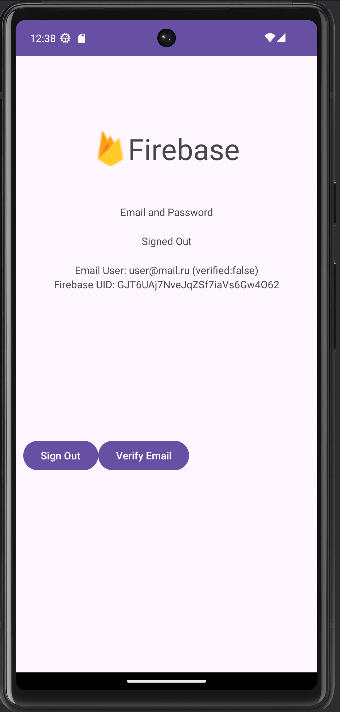 12:38
Firebase
Email and Password
Signed Out
Email User: user@mail.ru (verified:false)
Firebase UID: GJT6UAj7NveJqZSf7iaVs6Gw4O62
Sign Out
Verify Email